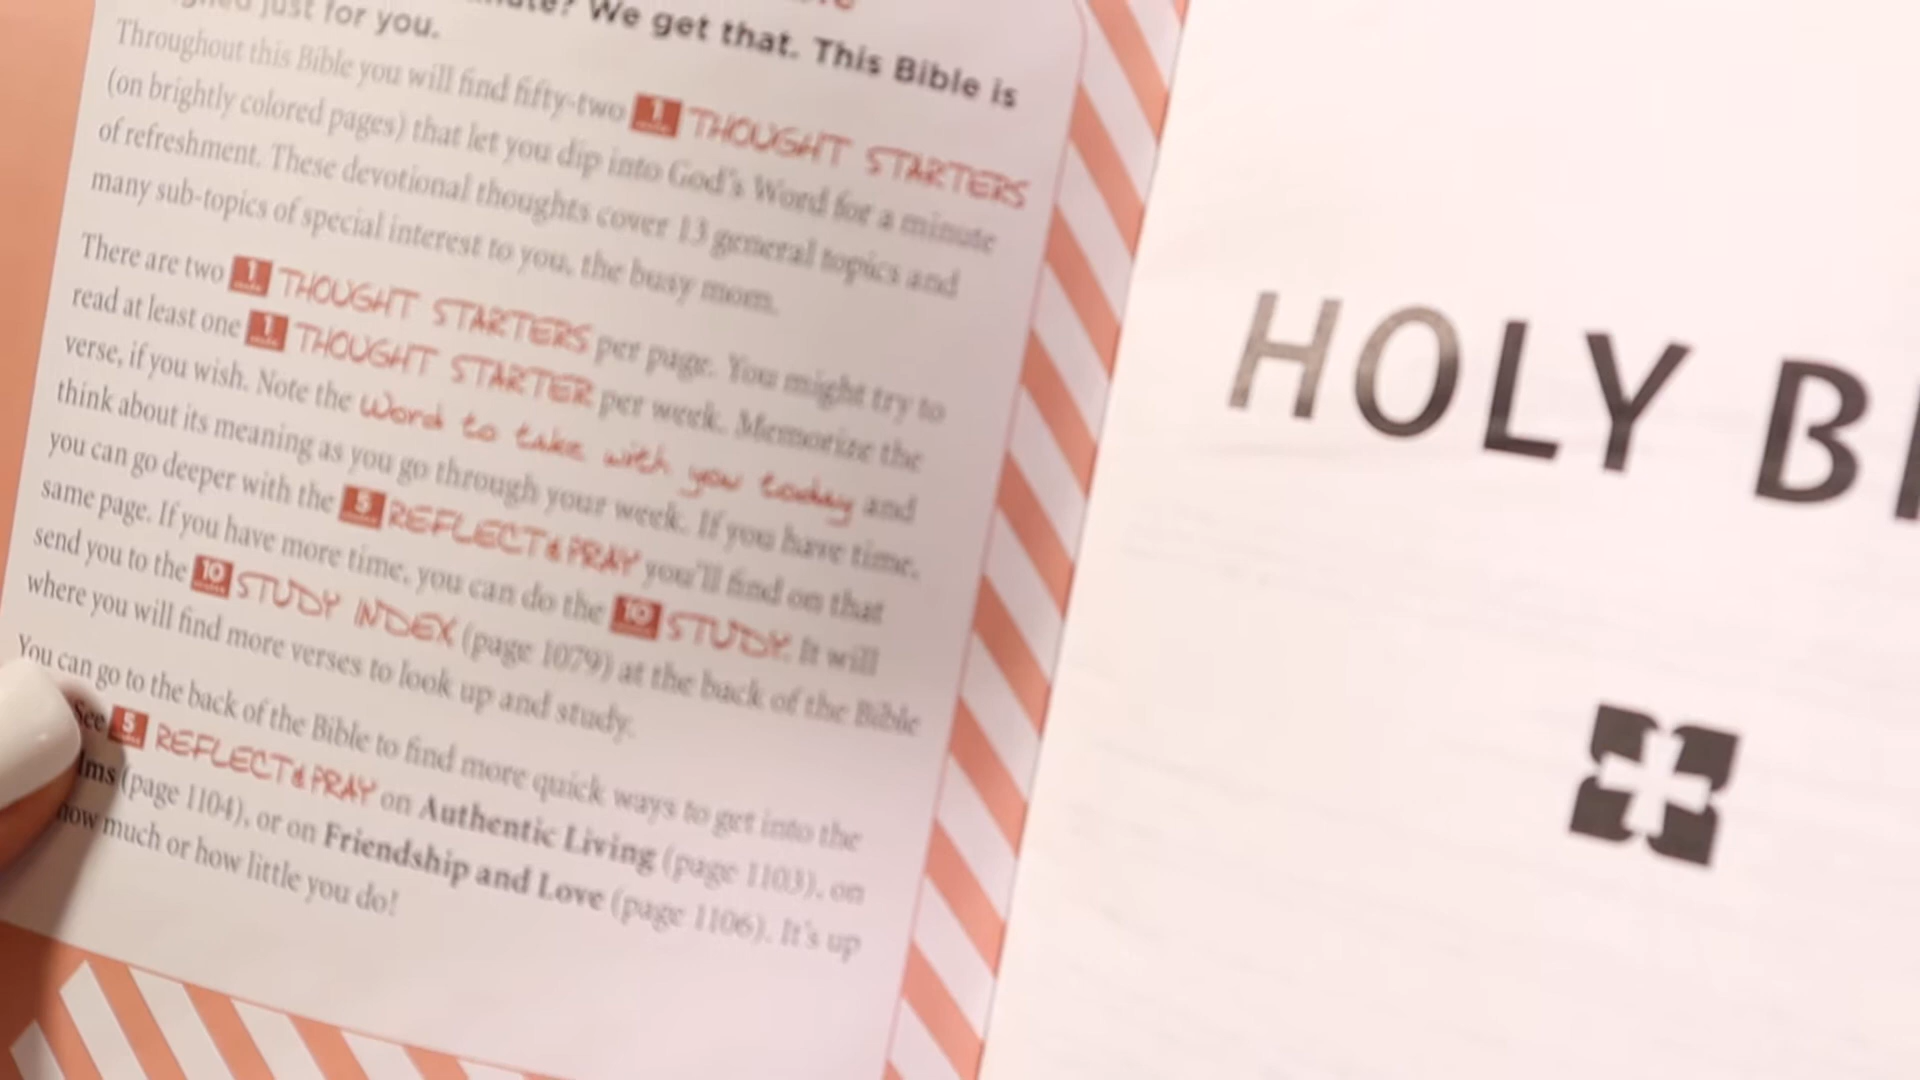 just for you.
We get that. This Bible is
Throughout this Bible you will find fifty-two 1 THOUGHT STARTERS
(on brightly colored pages) that let you dip into God's Word for a minute
of refreshment. These devotional thoughts cover 13 general topics and
many sub-topics of special interest to you, the busy mom.
There are two 1 THOUGHT STARTERS per page. You might try to
read at least one 1 THOUGHT STARTER per week. Memorize the
verse, if you wish. Note the Word to take with you today and
think about its meaning as you go through your week. If you have time,
you can go deeper with the 5 REFLECT & PRAY you'll find on that
same page. If you have more time, you can do the 10 STUDY. It will
send you to the 10 STUDY INDEX (page 1079) at the back of the Bible
where you will find more verses to look up and study.
You can go to the back of the Bible to find more quick ways to get into the
See 5 REFLECT & PRAY on Authentic Living (page 1103), on
lms (page 1104), or on Friendship and Love (page 1106). It's up
how much or how little you do!
HOLY B